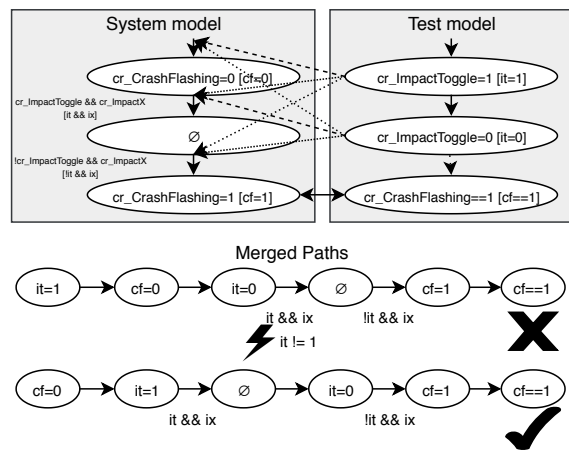 System model
Test model
cr_CrashFlashing=0 [cf=0]
cr_ImpactToggle=1 [it=1]
cr_ImpactToggle && cr_ImpactX
[it && ix]
∅
cr_ImpactToggle=0 [it=0]
!cr_ImpactToggle && cr_ImpactX
[!it && ix]
cr_CrashFlashing=1 [cf=1]
cr_CrashFlashing==1 [cf==1]
Merged Paths
it=1
cf=0
it=0
∅
cf=1
cf==1
it && ix
!it && ix
it != 1
cf=0
it=1
∅
it=0
cf=1
cf==1
it && ix
!it && ix